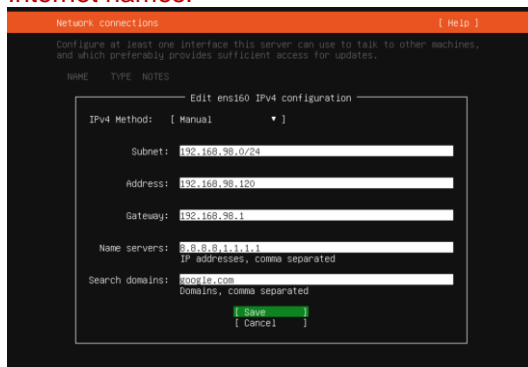 internet names.
Network connections [ Help ]
Configure at least one interface this server can use to talk to other machines,
and which preferably provides sufficient access for updates.
NAME TYPE NOTES
Edit ens160 IPv4 configuration
IPv4 Method: [ Manual ▾ ]
Subnet: 192.168.98.0/24
Address: 192.168.98.120
Gateway: 192.168.98.1
Name servers: 8.8.8.8,1.1.1.1
IP addresses, comma separated
Search domains: google.com
Domains, comma separated
[ Save ]
[ Cancel ]